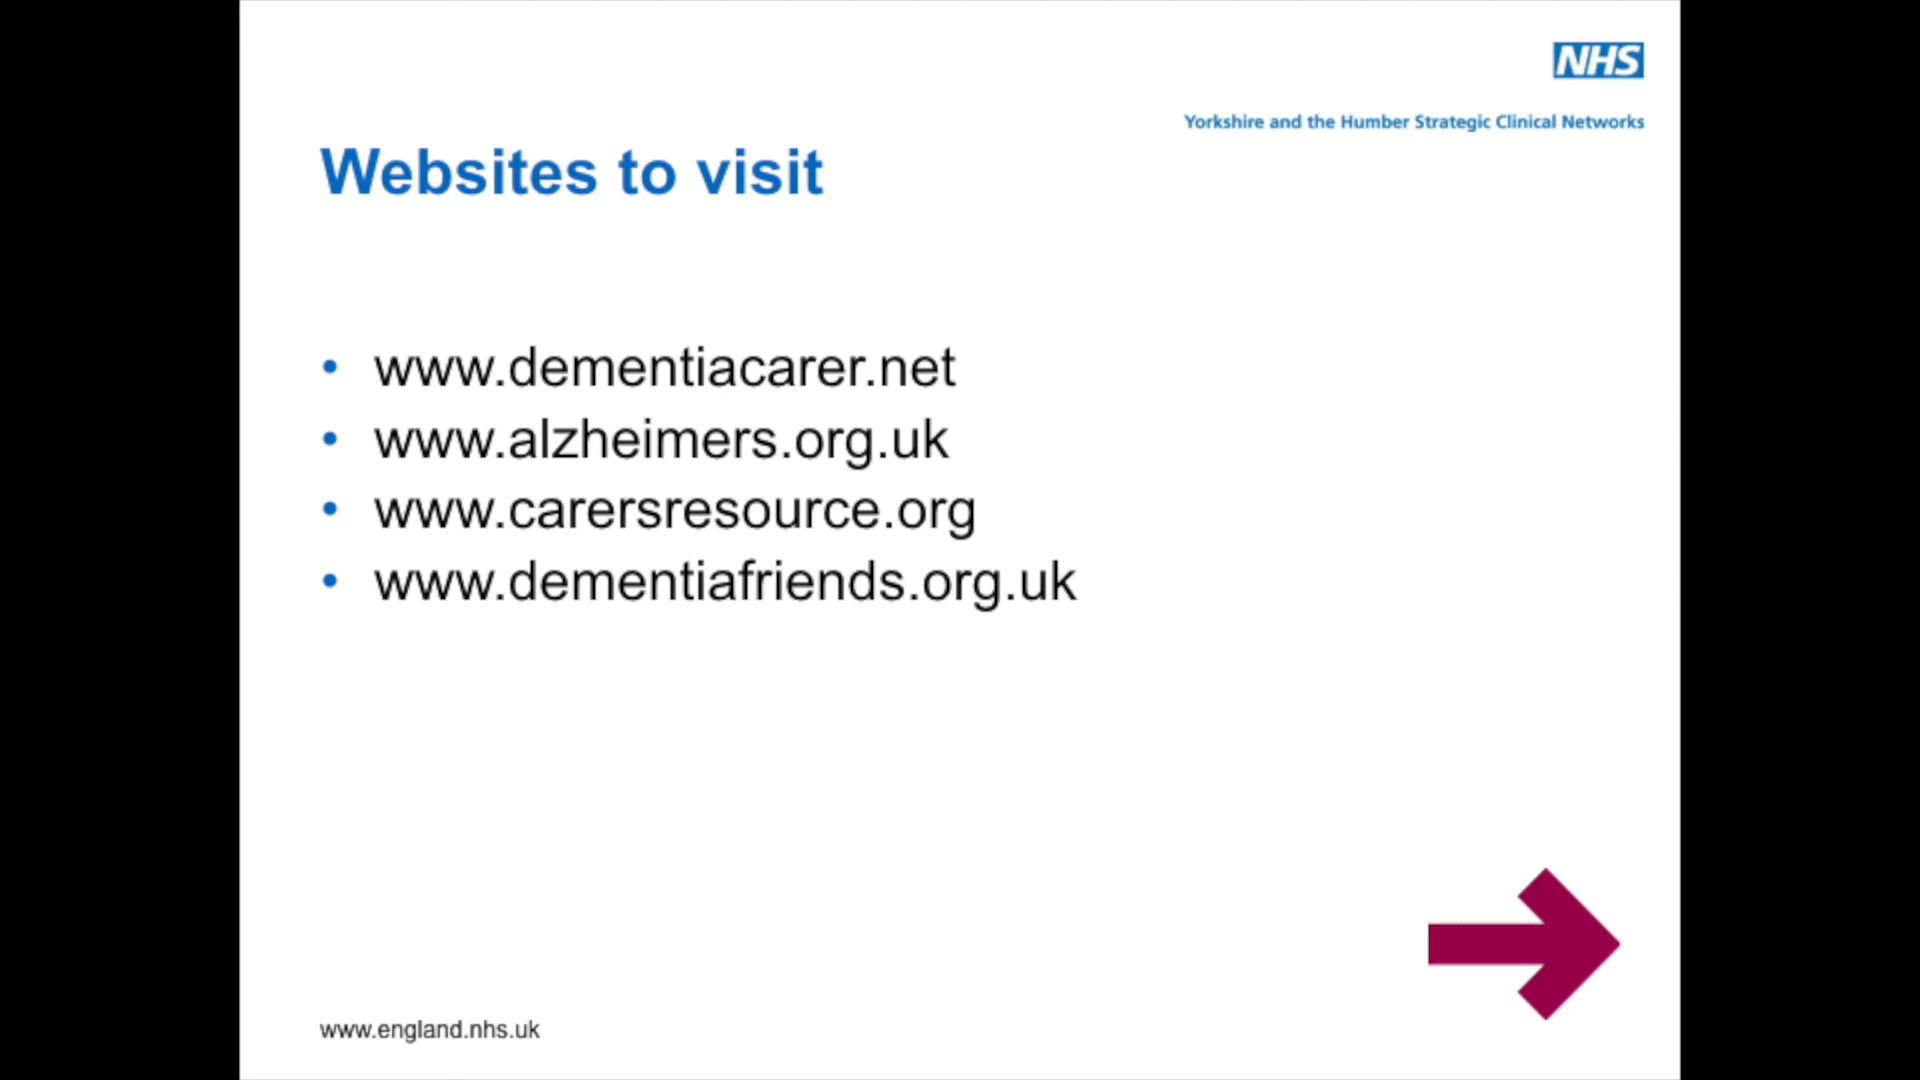 NHS
Yorkshire and the Humber Strategic Clinical Networks
Websites to visit
• www.dementiacarer.net
• www.alzheimers.org.uk
• www.carersresource.org
• www.dementiafriends.org.uk
www.england.nhs.uk